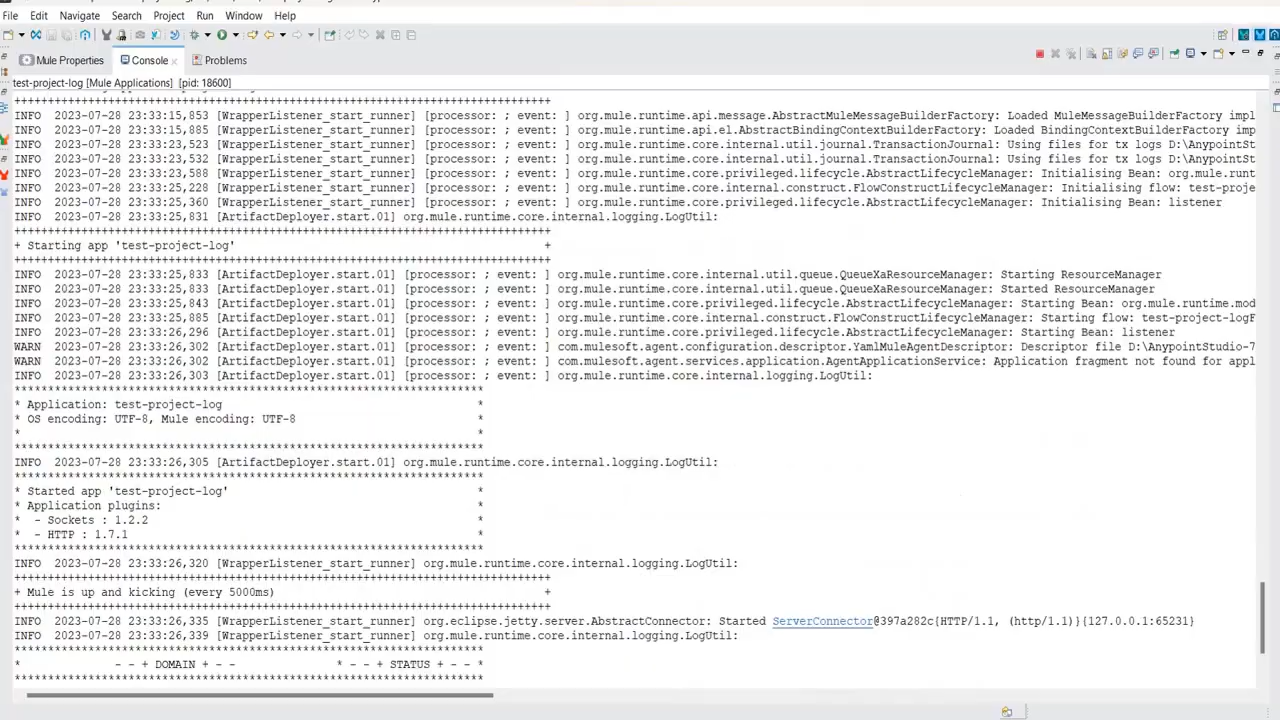 File Edit Navigate Search Project Run Window Help
Mule Properties Console Problems
test-project-log [Mule Applications] [pid: 18600]
++++++++++++++++++++++++++++++++++++++++++++++++++++++++++++++++++++++++++++++++
INFO 2023-07-28 23:33:15,853 [WrapperListener_start_runner] [processor: ; event: ] org.mule.runtime.api.message.AbstractMuleMessageBuilderFactory: Loaded MuleMessageBuilderFactory impl
INFO 2023-07-28 23:33:15,885 [WrapperListener_start_runner] [processor: ; event: ] org.mule.runtime.api.el.AbstractBindingContextBuilderFactory: Loaded BindingContextBuilderFactory imp
INFO 2023-07-28 23:33:23,523 [WrapperListener_start_runner] [processor: ; event: ] org.mule.runtime.core.internal.util.journal.TransactionJournal: Using files for tx logs D:\AnypointSt
INFO 2023-07-28 23:33:23,532 [WrapperListener_start_runner] [processor: ; event: ] org.mule.runtime.core.internal.util.journal.TransactionJournal: Using files for tx logs D:\AnypointSt
INFO 2023-07-28 23:33:23,588 [WrapperListener_start_runner] [processor: ; event: ] org.mule.runtime.core.privileged.lifecycle.AbstractLifecycleManager: Initialising Bean: org.mule.runt
INFO 2023-07-28 23:33:25,228 [WrapperListener_start_runner] [processor: ; event: ] org.mule.runtime.core.internal.construct.FlowConstructLifecycleManager: Initialising flow: test-proje
INFO 2023-07-28 23:33:25,360 [WrapperListener_start_runner] [processor: ; event: ] org.mule.runtime.core.privileged.lifecycle.AbstractLifecycleManager: Initialising Bean: listener
INFO 2023-07-28 23:33:25,831 [ArtifactDeployer.start.01] org.mule.runtime.core.internal.logging.LogUtil:
++++++++++++++++++++++++++++++++++++++++++++++++++++++++++++++++++++++++++++++++
+ Starting app 'test-project-log' +
++++++++++++++++++++++++++++++++++++++++++++++++++++++++++++++++++++++++++++++++
INFO 2023-07-28 23:33:25,833 [ArtifactDeployer.start.01] [processor: ; event: ] org.mule.runtime.core.internal.util.queue.QueueXaResourceManager: Starting ResourceManager
INFO 2023-07-28 23:33:25,833 [ArtifactDeployer.start.01] [processor: ; event: ] org.mule.runtime.core.internal.util.queue.QueueXaResourceManager: Started ResourceManager
INFO 2023-07-28 23:33:25,843 [ArtifactDeployer.start.01] [processor: ; event: ] org.mule.runtime.core.privileged.lifecycle.AbstractLifecycleManager: Starting Bean: org.mule.runtime.mod
INFO 2023-07-28 23:33:25,885 [ArtifactDeployer.start.01] [processor: ; event: ] org.mule.runtime.core.internal.construct.FlowConstructLifecycleManager: Starting flow: test-project-logF
INFO 2023-07-28 23:33:26,296 [ArtifactDeployer.start.01] [processor: ; event: ] org.mule.runtime.core.privileged.lifecycle.AbstractLifecycleManager: Starting Bean: listener
WARN 2023-07-28 23:33:26,302 [ArtifactDeployer.start.01] [processor: ; event: ] com.mulesoft.agent.configuration.descriptor.YamlMuleAgentDescriptor: Descriptor file D:\AnypointStudio-7
WARN 2023-07-28 23:33:26,302 [ArtifactDeployer.start.01] [processor: ; event: ] com.mulesoft.agent.services.application.AgentApplicationService: Application fragment not found for appl
INFO 2023-07-28 23:33:26,303 [ArtifactDeployer.start.01] [processor: ; event: ] org.mule.runtime.core.internal.logging.LogUtil:
**********************************************************************
* Application: test-project-log *
* OS encoding: UTF-8, Mule encoding: UTF-8 *
* *
**********************************************************************
INFO 2023-07-28 23:33:26,305 [ArtifactDeployer.start.01] org.mule.runtime.core.internal.logging.LogUtil:
**********************************************************************
* Started app 'test-project-log' *
* Application plugins: *
* - Sockets : 1.2.2 *
* - HTTP : 1.7.1 *
**********************************************************************
INFO 2023-07-28 23:33:26,320 [WrapperListener_start_runner] org.mule.runtime.core.internal.logging.LogUtil:
++++++++++++++++++++++++++++++++++++++++++++++++++++++++++++++++++++++++++++++++
+ Mule is up and kicking (every 5000ms) +
++++++++++++++++++++++++++++++++++++++++++++++++++++++++++++++++++++++++++++++++
INFO 2023-07-28 23:33:26,335 [WrapperListener_start_runner] org.eclipse.jetty.server.AbstractConnector: Started ServerConnector@397a282c{HTTP/1.1, (http/1.1)}{127.0.0.1:65231}
INFO 2023-07-28 23:33:26,339 [WrapperListener_start_runner] org.mule.runtime.core.internal.logging.LogUtil:
**********************************************************************
* - - + DOMAIN + - - * - - + STATUS + - - *
**********************************************************************